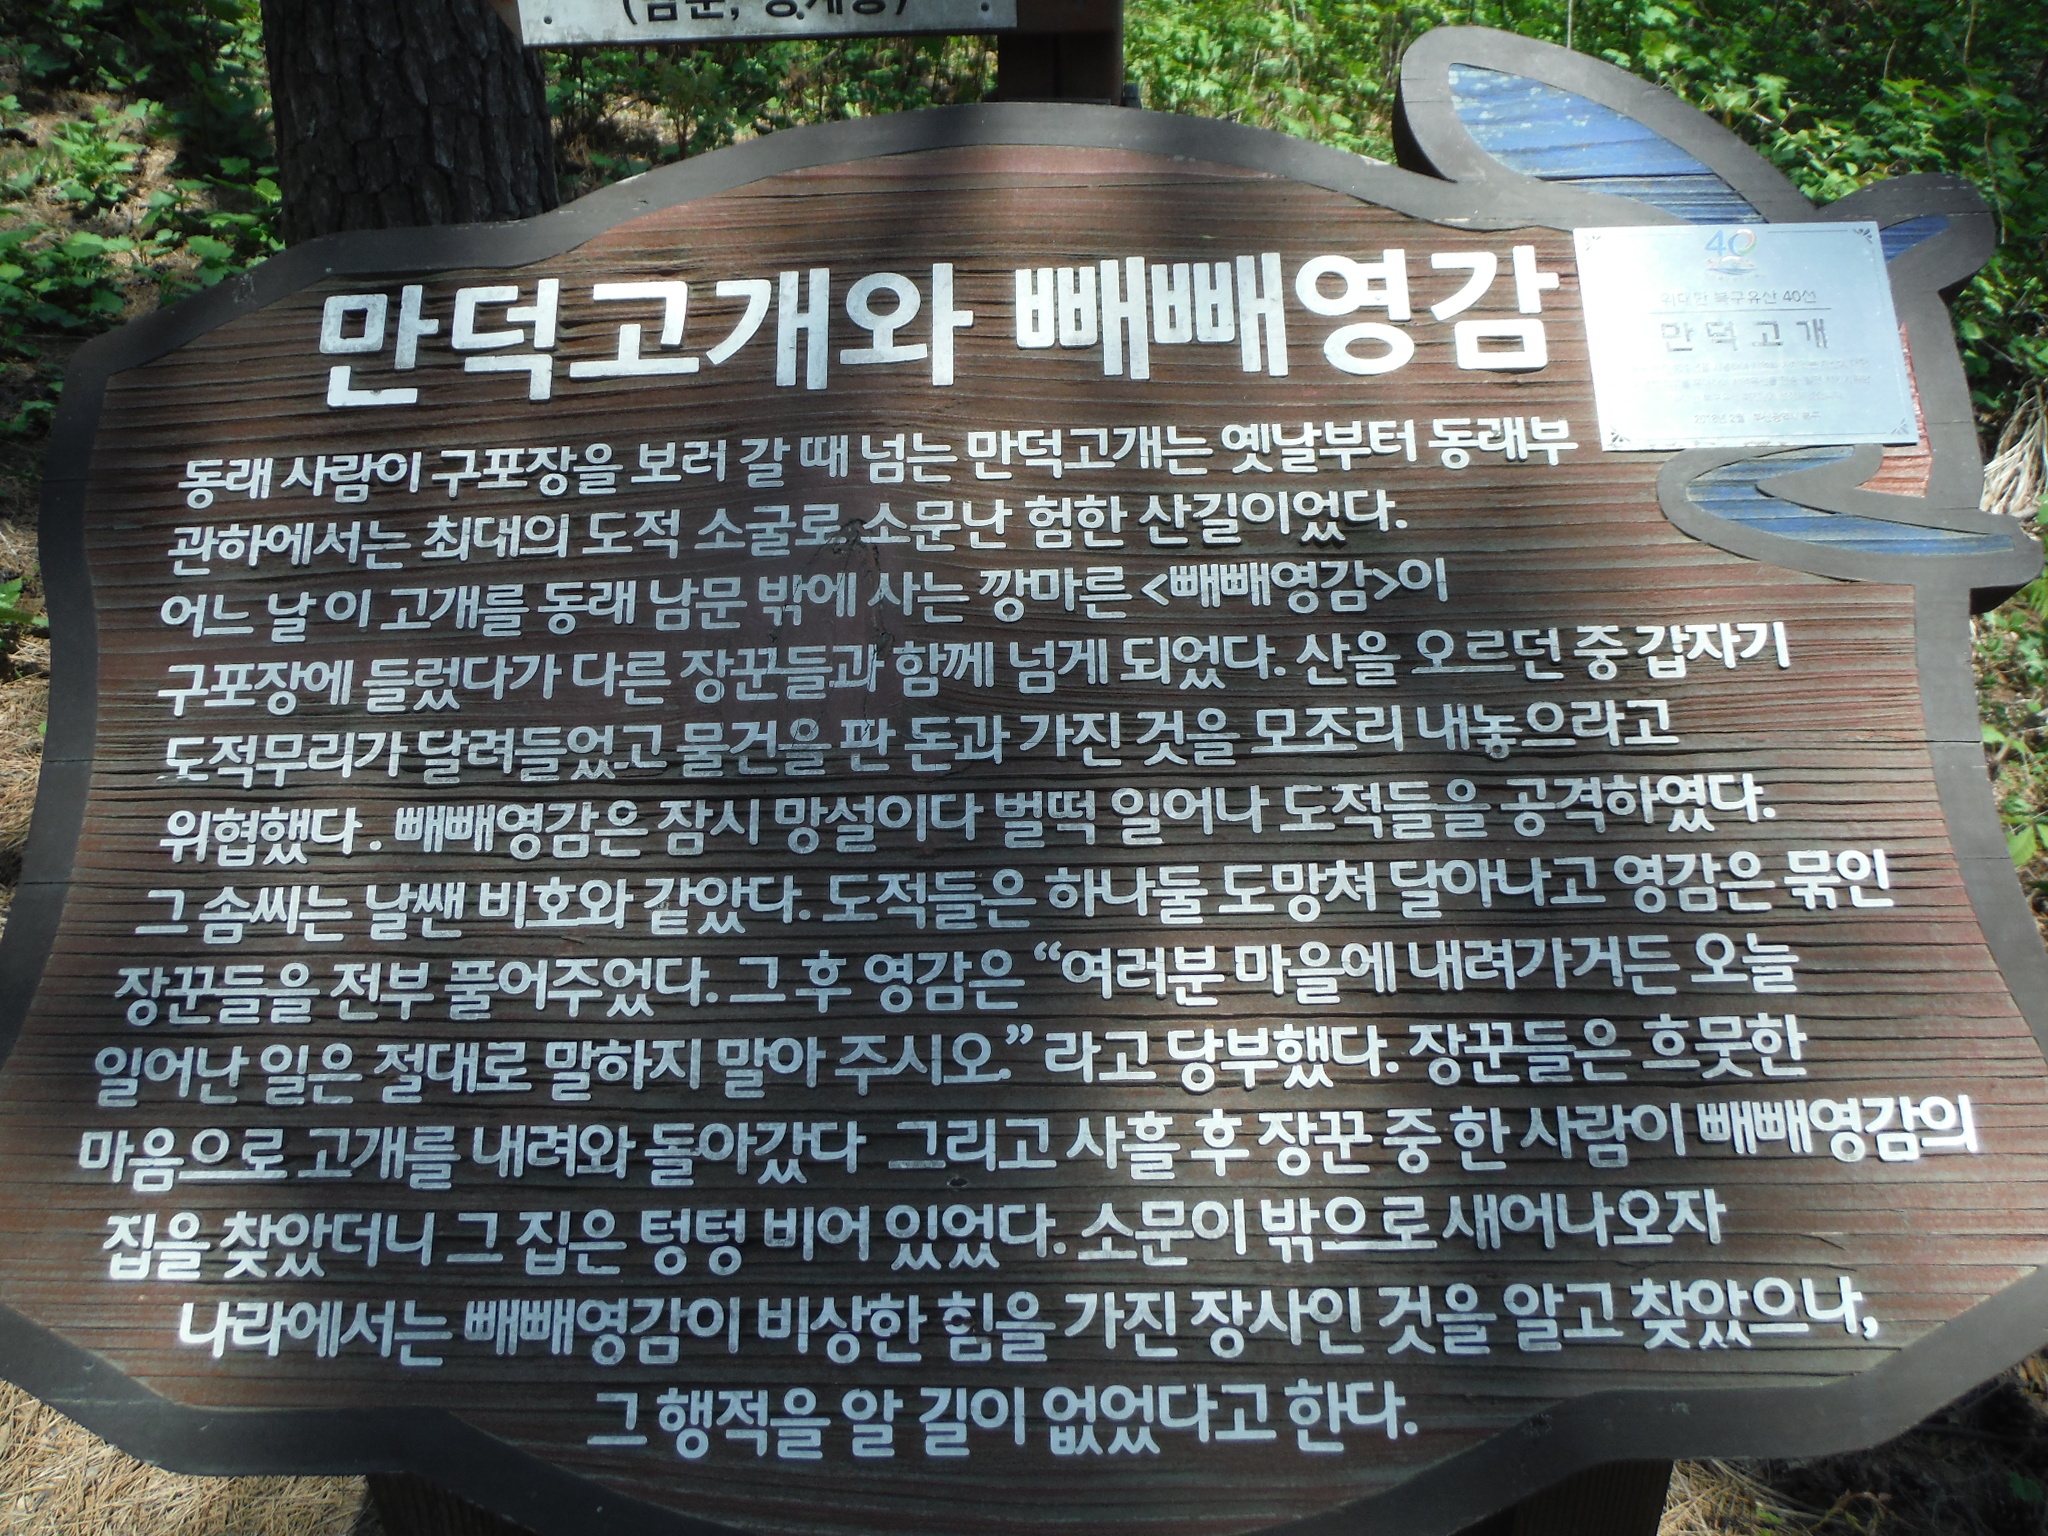 만덕고개와 빼빼영감
40
위대한 북구유산 40선
만덕고개
동래 사람이 구포장을 보러 갈 때 넘는 만덕고개는 옛날부터 동래부
관하에서는 최대의 도적 소굴로 소문난 험한 산길이었다.
어느 날 이 고개를 동래 남문 밖에 사는 깡마른 <빼빼영감>이
구포장에 들렀다가 다른 장꾼들과 함께 넘게 되었다. 산을 오르던 중 갑자기
도적무리가 달려들었고 물건을 판 돈과 가진 것을 모조리 내놓으라고
위협했다. 빼빼영감은 잠시 망설이다 벌떡 일어나 도적들을 공격하였다.
그 솜씨는 날쌘 비호와 같았다. 도적들은 하나둘 도망쳐 달아나고 영감은 묶인
장꾼들을 전부 풀어주었다. 그 후 영감은 “여러분 마을에 내려가거든 오늘
일어난 일은 절대로 말하지 말아 주시오.” 라고 당부했다. 장꾼들은 흐뭇한
마음으로 고개를 내려와 돌아갔다 그리고 사흘 후 장꾼 중 한 사람이 빼빼영감의
집을 찾았더니 그 집은 텅텅 비어 있었다. 소문이 밖으로 새어나오자
나라에서는 빼빼영감이 비상한 힘을 가진 장사인 것을 알고 찾았으나,
그 행적을 알 길이 없었다고 한다.